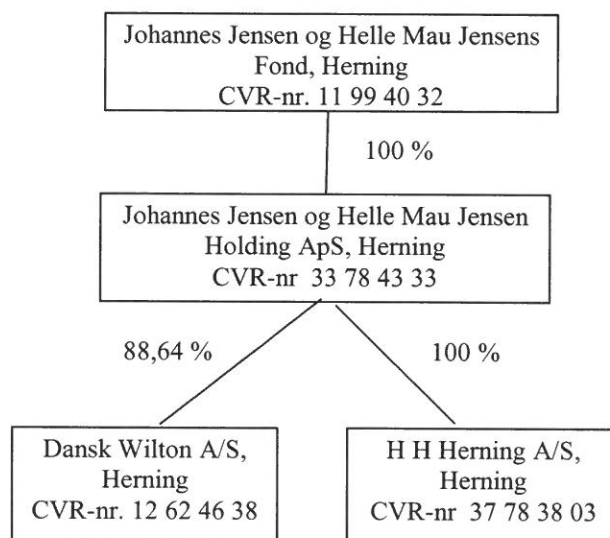 Johannes Jensen og Helle Mau Jensens
Fond, Herning
CVR-nr. 11 99 40 32
100 %
Johannes Jensen og Helle Mau Jensen
Holding ApS, Herning
CVR-nr 33 78 43 33
88,64 %
100 %
Dansk Wilton A/S,
Herning
CVR-nr. 12 62 46 38
H H Herning A/S,
Herning
CVR-nr 37 78 38 03